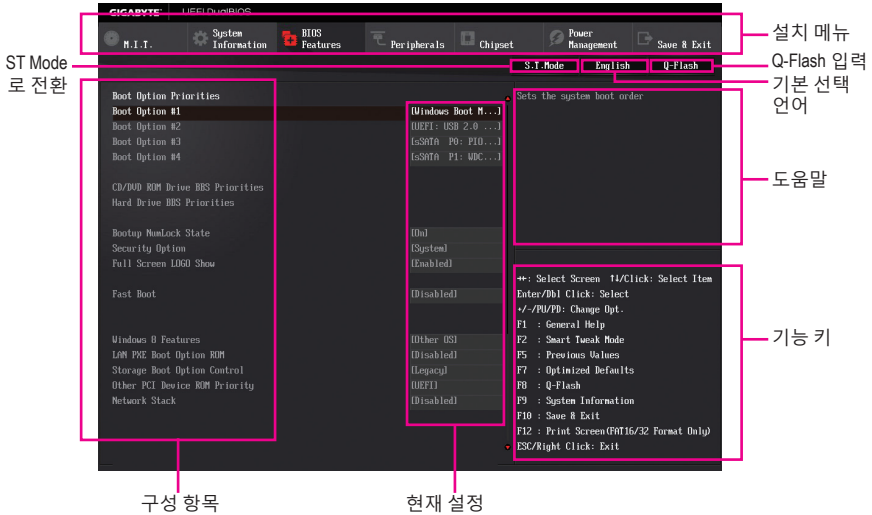 GIGABYTE UEFI DualBIOS
M.I.T.
System Information
BIOS Features
Peripherals
Chipset
Power Management
Save & Exit
설치 메뉴
ST Mode
로 전환
S.T.Mode English Q-Flash
Q-Flash 입력
기본 선택
언어
Boot Option Priorities
Boot Option #1 [Windows Boot M...]
Boot Option #2 [UEFI: USB 2.0 ...]
Boot Option #3 [sSATA P0: PIO...]
Boot Option #4 [sSATA P1: WDC...]
CD/DVD ROM Drive BBS Priorities
Hard Drive BBS Priorities
Bootup NumLock State [On]
Security Option [System]
Full Screen LOGO Show [Enabled]
Fast Boot [Disabled]
Windows 8 Features [Other OS]
LAN PXE Boot Option ROM [Disabled]
Storage Boot Option Control [Legacy]
Other PCI Device ROM Priority [UEFI]
Network Stack [Disabled]
Sets the system boot order
도움말
→←: Select Screen ↑↓/Click: Select Item
Enter/Dbl Click: Select
+/-/PU/PD: Change Opt.
F1 : General Help
F2 : Smart Tweak Mode
F5 : Previous Values
F7 : Optimized Defaults
F8 : Q-Flash
F9 : System Information
F10 : Save & Exit
F12 : Print Screen(FAT16/32 Format Only)
ESC/Right Click: Exit
기능 키
구성 항목
현재 설정